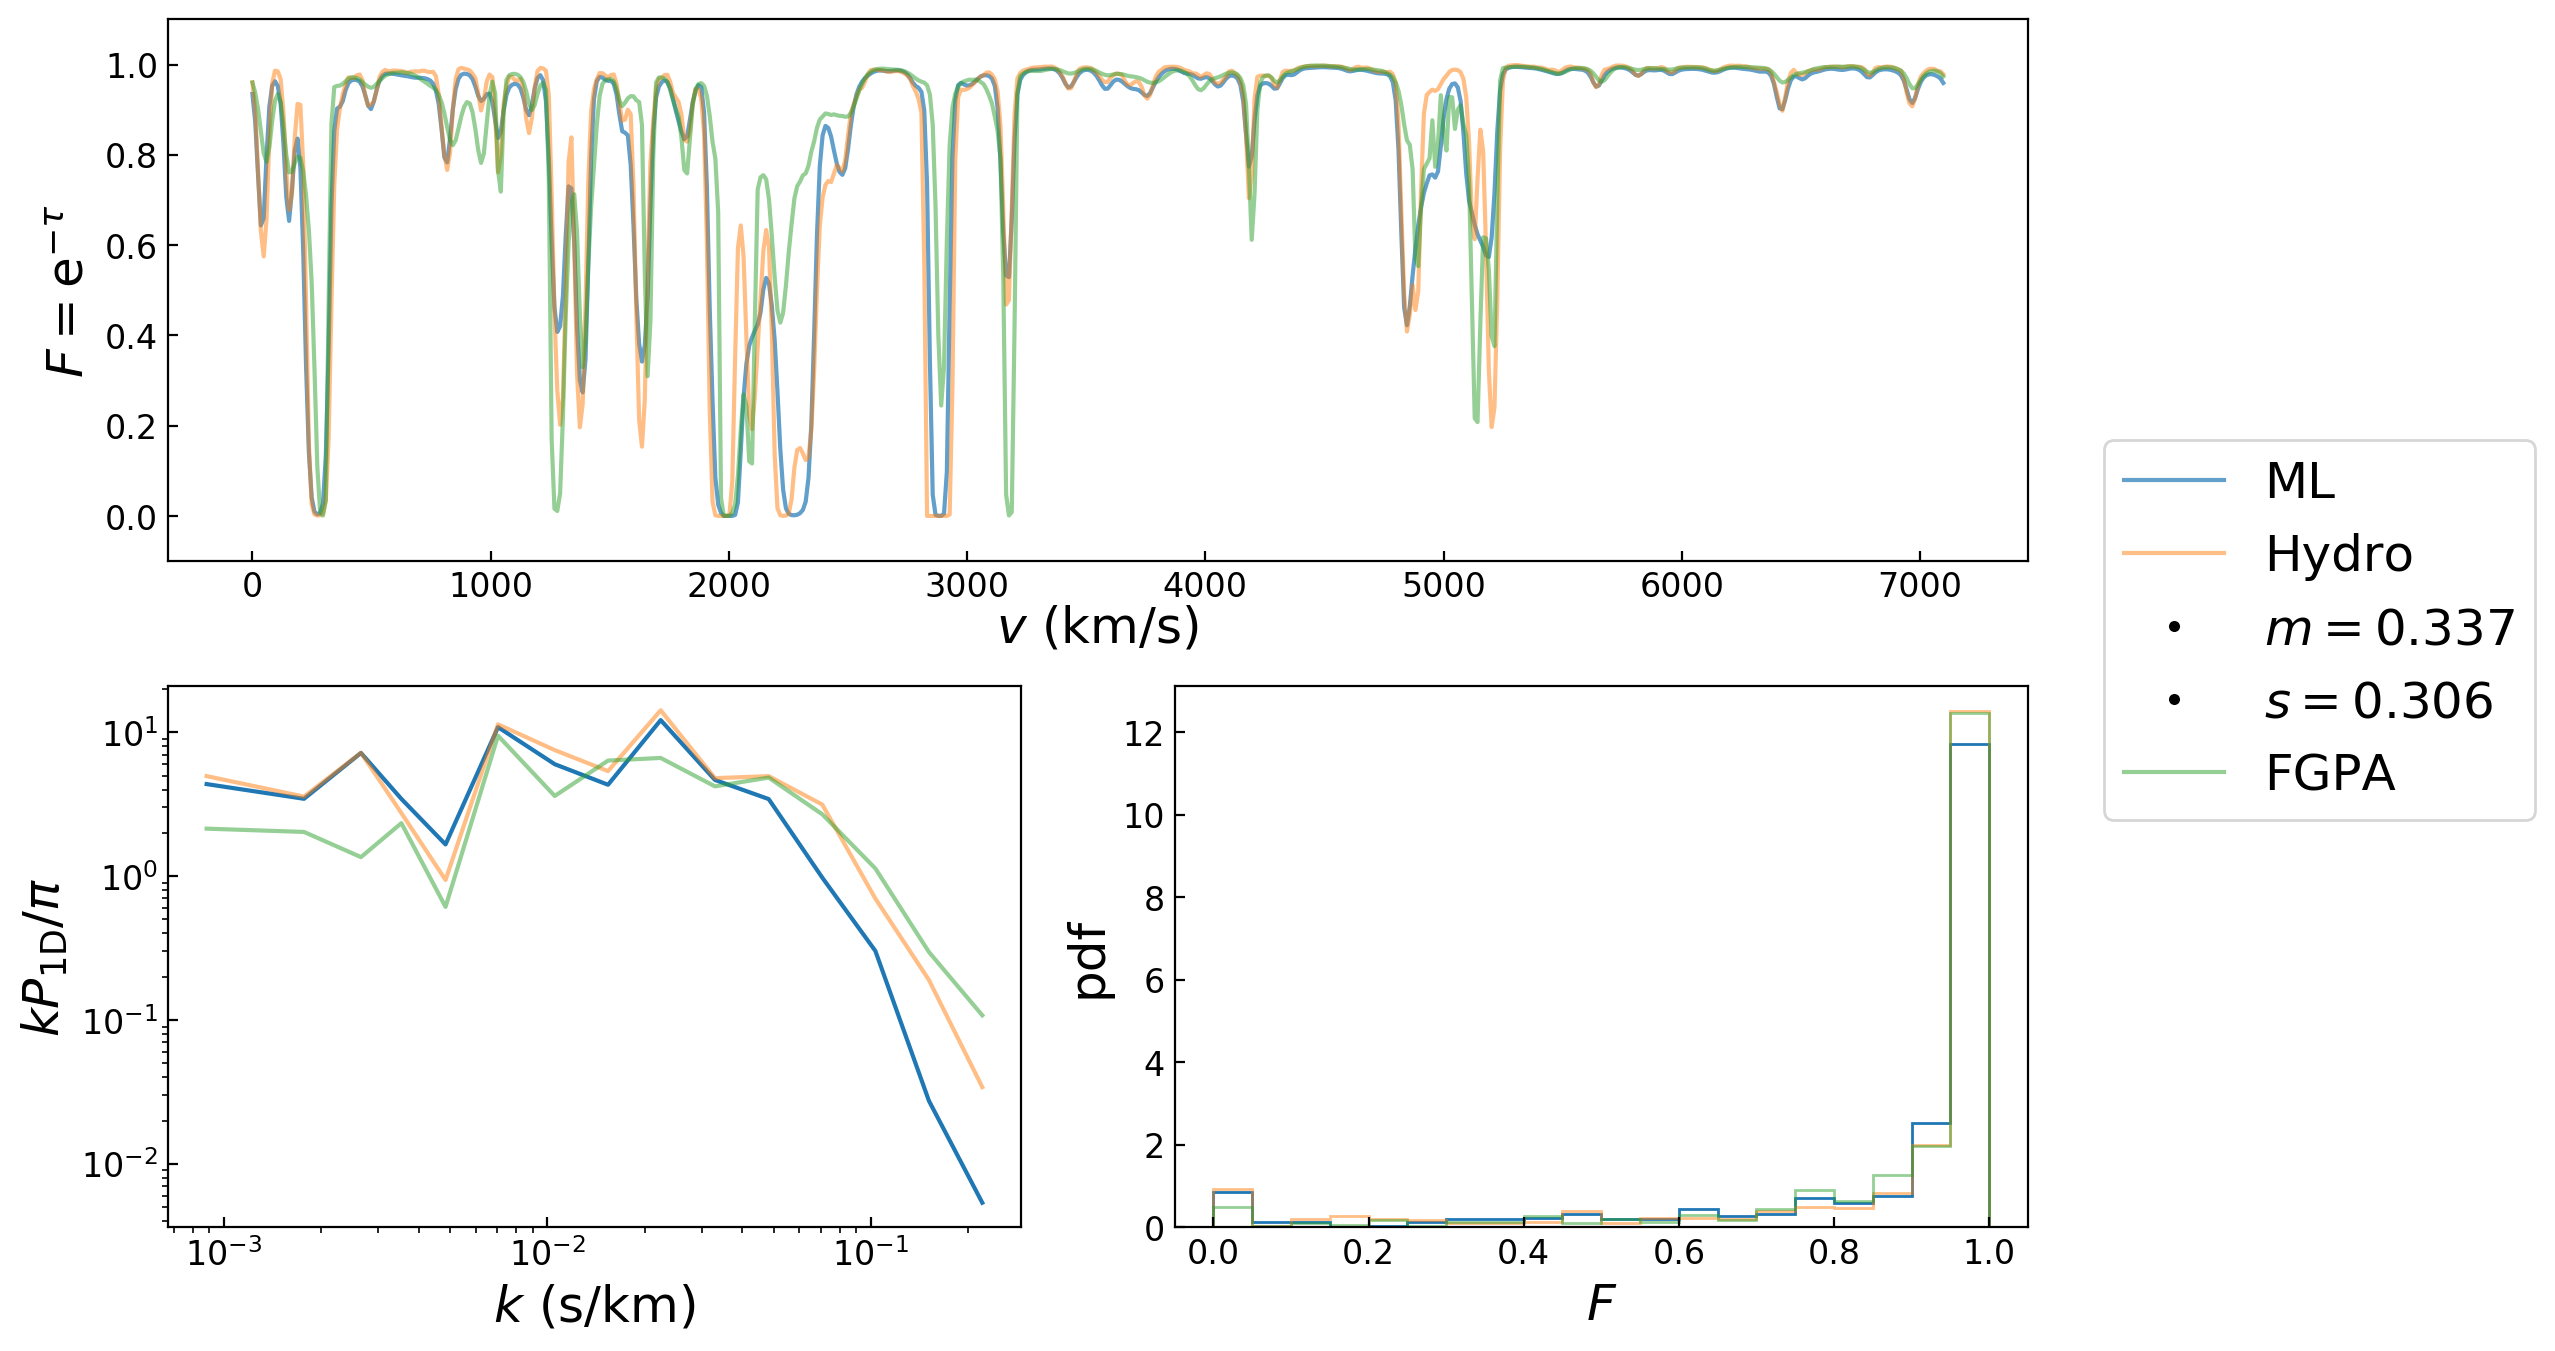 F = e^{−τ}
1.0
0.8
0.6
0.4
0.2
0.0
0 1000 2000 3000 4000 5000 6000 7000
v (km/s)
ML
Hydro
m = 0.337
s = 0.306
FGPA
kP_{1D}/π
10^1
10^0
10^{−1}
10^{−2}
10^{−3} 10^{−2} 10^{−1}
k (s/km)
pdf
12
10
8
6
4
2
0
0.0 0.2 0.4 0.6 0.8 1.0
F